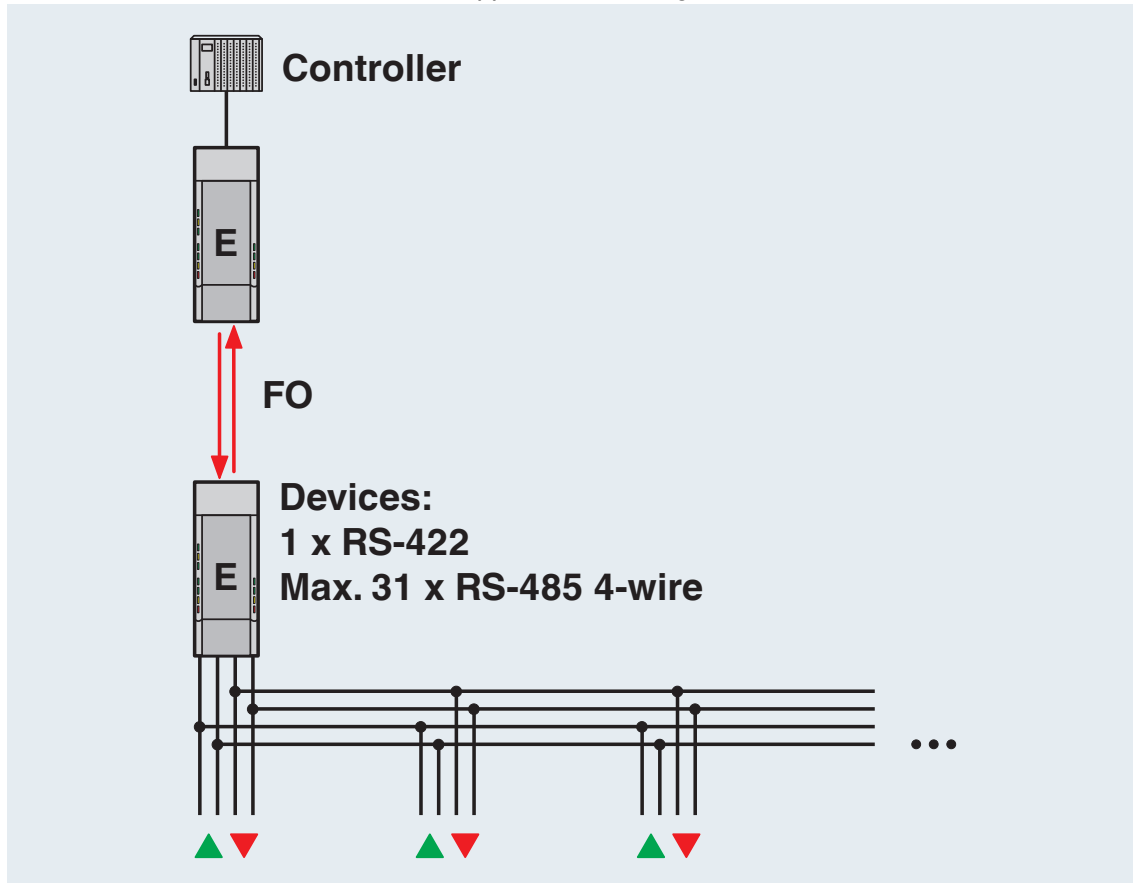 Controller
E
FO
Devices:
1 x RS-422
Max. 31 x RS-485 4-wire
E
...